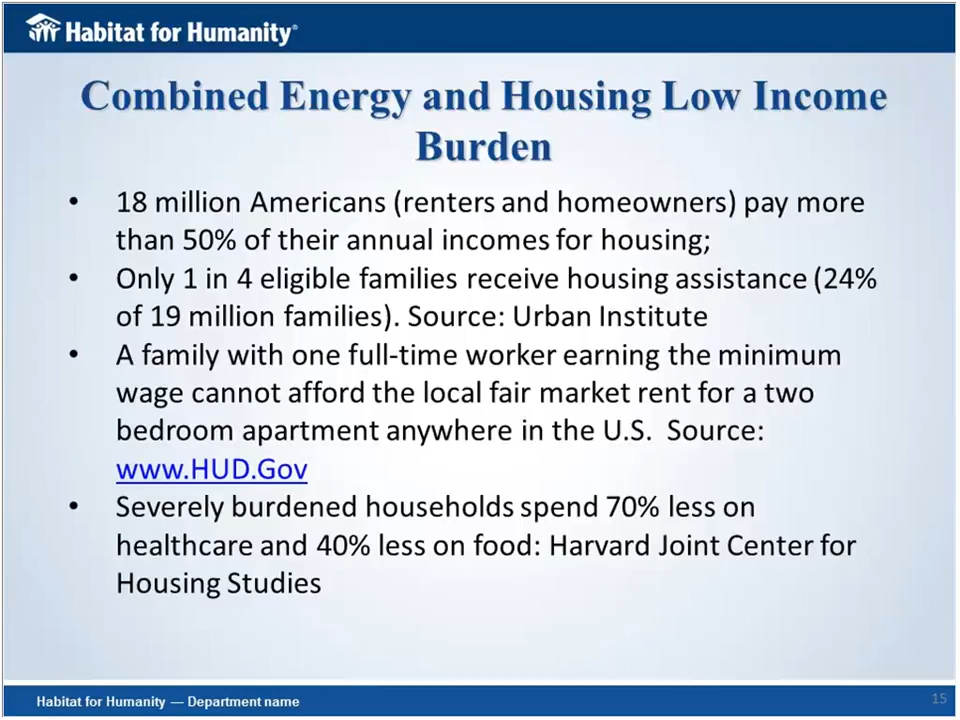 Habitat for Humanity®
Combined Energy and Housing Low Income
Burden
• 18 million Americans (renters and homeowners) pay more
than 50% of their annual incomes for housing;
• Only 1 in 4 eligible families receive housing assistance (24%
of 19 million families). Source: Urban Institute
• A family with one full-time worker earning the minimum
wage cannot afford the local fair market rent for a two
bedroom apartment anywhere in the U.S.  Source:
www.HUD.Gov
• Severely burdened households spend 70% less on
healthcare and 40% less on food: Harvard Joint Center for
Housing Studies
Habitat for Humanity — Department name
15